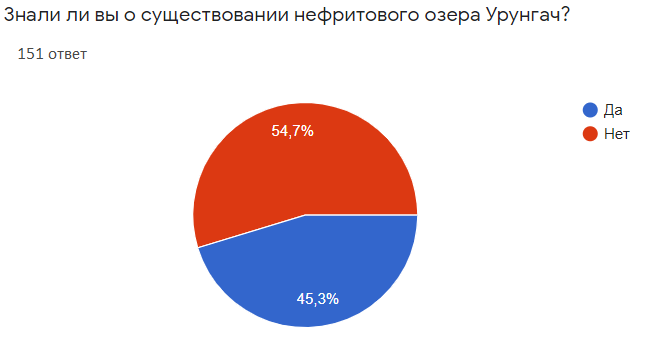 Знали ли вы о существовании нефритового озера Урунгач?
151 ответ
54,7%
45,3%
Да
Нет